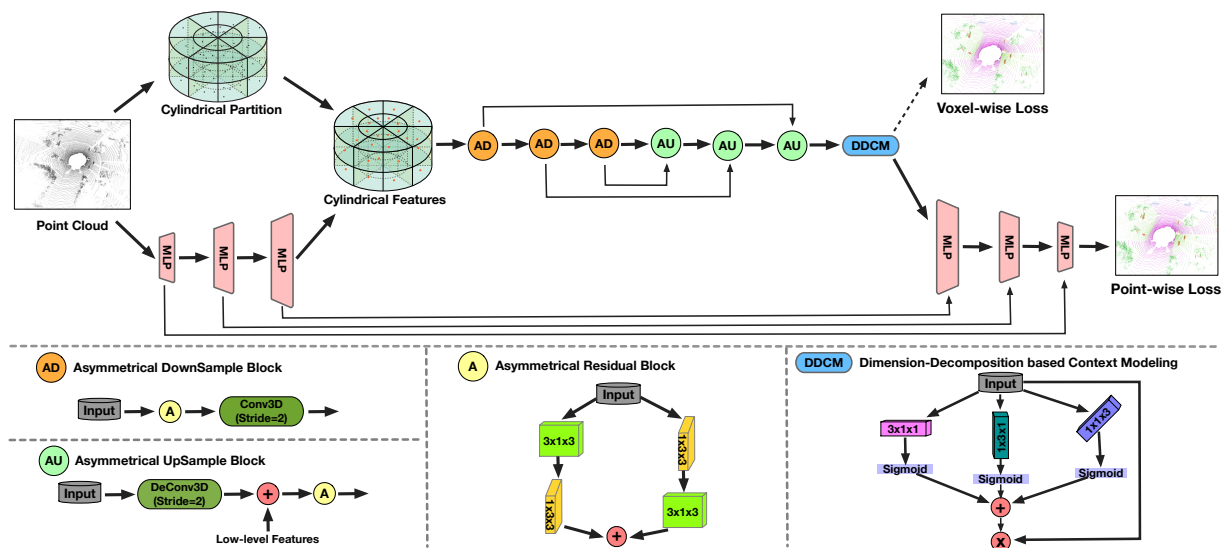 Cylindrical Partition
Point Cloud
Cylindrical Features
MLP
MLP
MLP
AD
AD
AD
AU
AU
AU
DDCM
Voxel-wise Loss
MLP
MLP
MLP
Point-wise Loss
AD Asymmetrical DownSample Block
Input
A
Conv3D
(Stride=2)
AU Asymmetrical UpSample Block
Input
DeConv3D
(Stride=2)
+
A
Low-level Features
A Asymmetrical Residual Block
Input
3x1x3
1x3x3
1x3x3
3x1x3
+
DDCM Dimension-Decomposition based Context Modeling
Input
3x1x1
1x3x1
1x1x3
Sigmoid
Sigmoid
Sigmoid
+
x